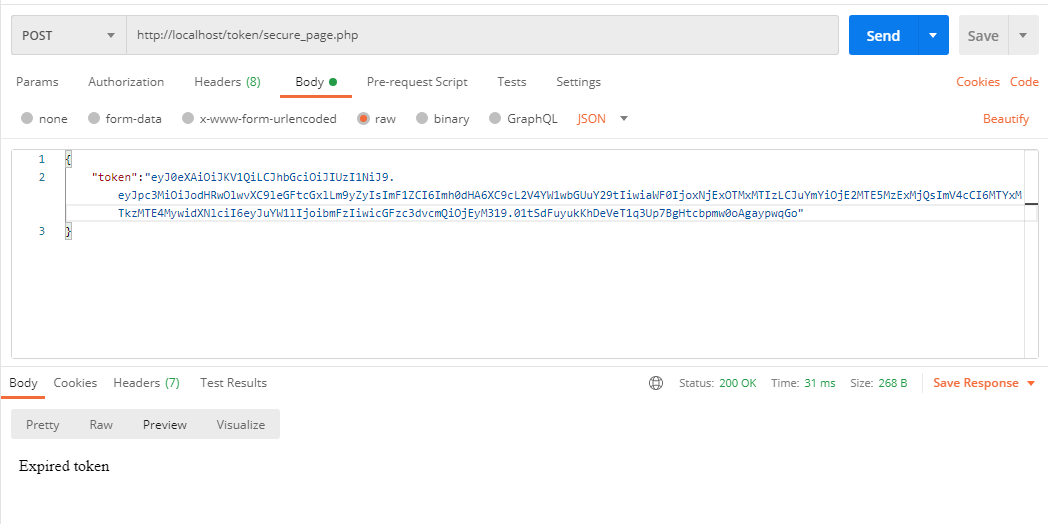 POST http://localhost/token/secure_page.php Send Save
Params Authorization Headers (8) Body Pre-request Script Tests Settings Cookies Code
none form-data x-www-form-urlencoded raw binary GraphQL JSON Beautify
1 {
2 "token":"eyJ0eXAiOiJKV1QiLCJhbGciOiJIUzI1NiJ9.
eyJpc3MiOiJodHRwOlwvXC9leGFtcGxlLm9yZyIsImF1ZCI6Imh0dHA6XC9cL2V4YW1wbGUuY29tIiwiaWF0IjoxNjExOTMxMTIzLCJuYmYiOjE2MTE5MzExMjQsImV4cCI6MTYxM
TkzMTE4MywidXNlciI6eyJuYW1lIjoibmFzIiwicGFzc3dvcmQiOjEyM319.01tSdFuyukKhDeVeT1q3Up7BgHtcbpmw0oAgaypwqGo"
3 }
Body Cookies Headers (7) Test Results Status: 200 OK Time: 31 ms Size: 268 B Save Response
Pretty Raw Preview Visualize
Expired token